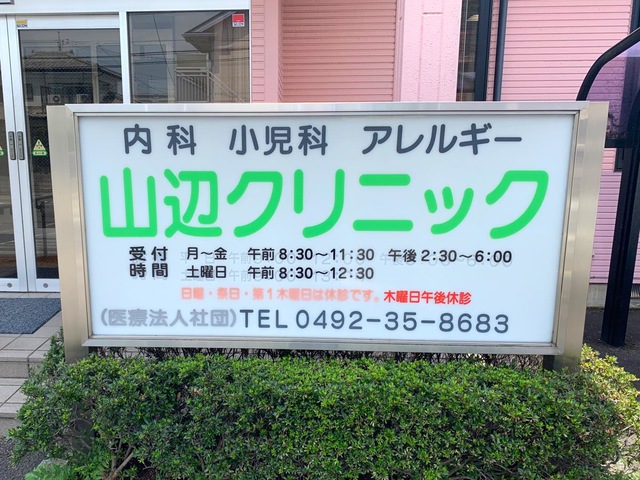 内科 小児科 アレルギー
山辺クリニック
受付時間 月～金 午前8:30～11:30 午後2:30～6:00
土曜日 午前8:30～12:30
日曜・祭日・第1木曜日は休診です。木曜日午後休診
(医療法人社団)TEL 0492-35-8683